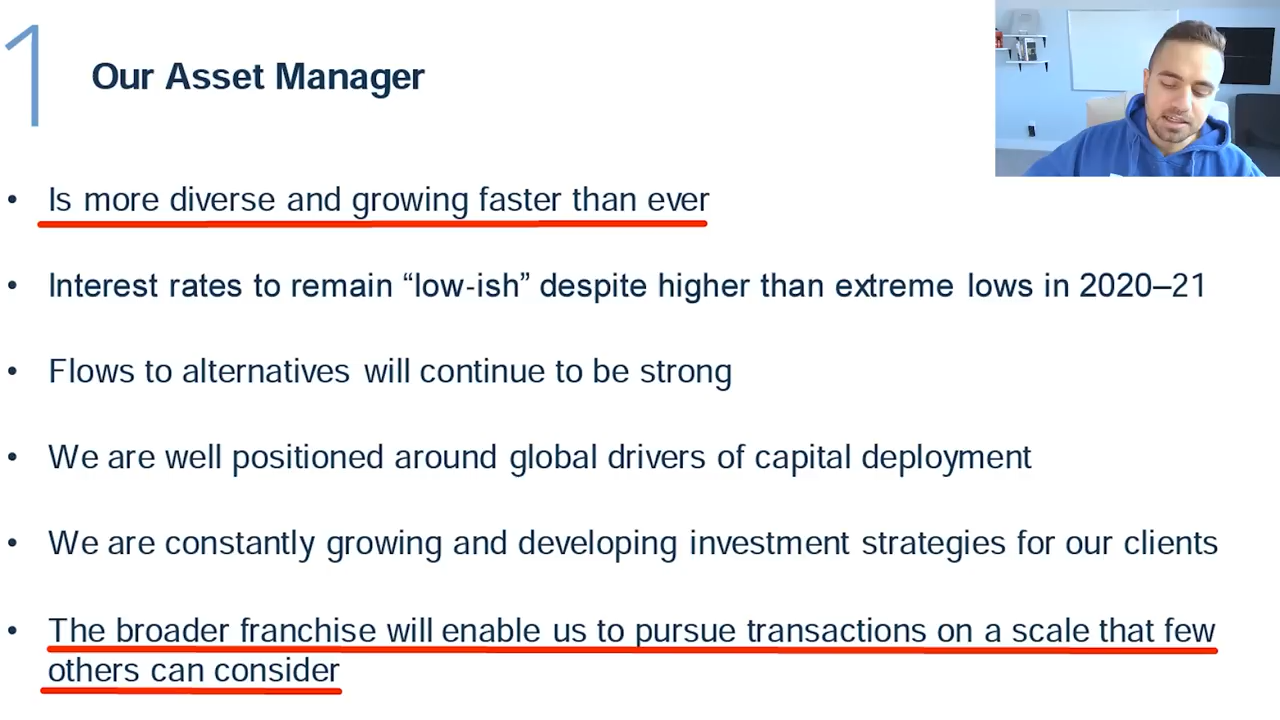 1
Our Asset Manager
• Is more diverse and growing faster than ever
• Interest rates to remain “low-ish” despite higher than extreme lows in 2020–21
• Flows to alternatives will continue to be strong
• We are well positioned around global drivers of capital deployment
• We are constantly growing and developing investment strategies for our clients
• The broader franchise will enable us to pursue transactions on a scale that few
others can consider